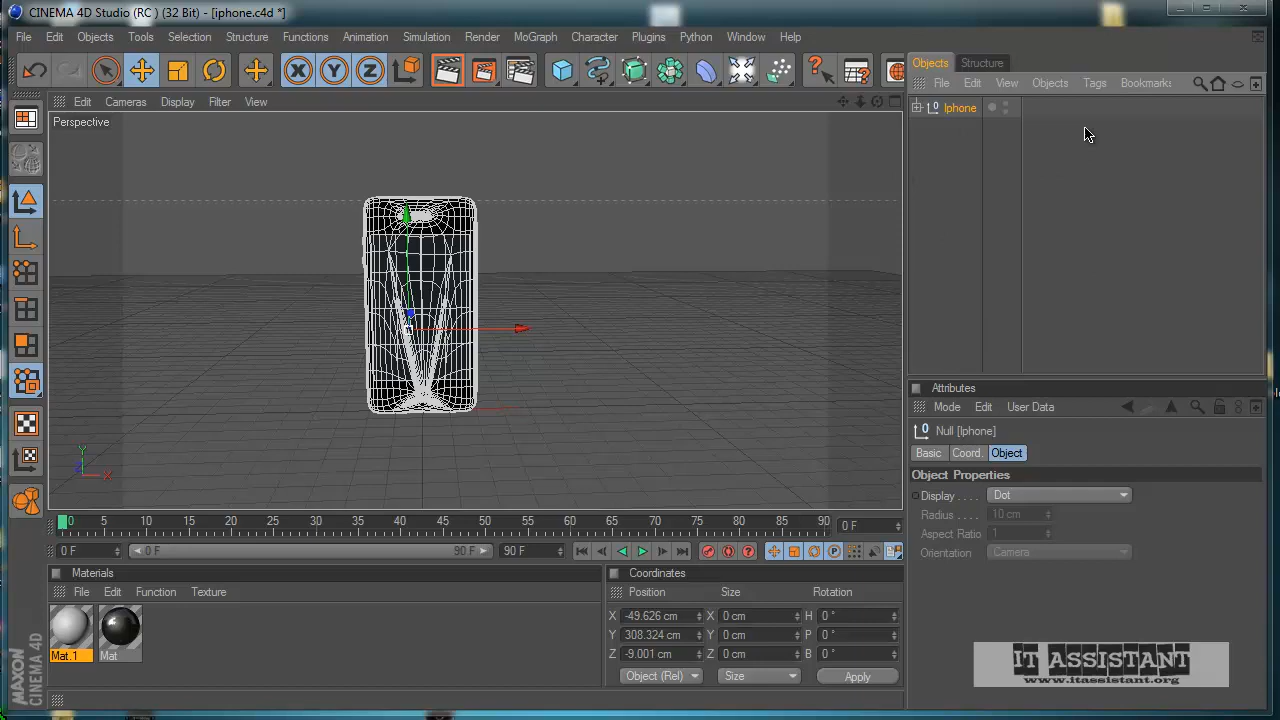 CINEMA 4D Studio (RC ) (32 Bit) - [iphone.c4d *]
File Edit Objects Tools Selection Structure Functions Animation Simulation Render MoGraph Character Plugins Python Window Help
X Y Z
Objects Structure
File Edit View Objects Tags Bookmarks
Edit Cameras Display Filter View
Perspective
0 Iphone
Y
Z X
Attributes
Mode Edit User Data
0 Null [Iphone]
Basic Coord. Object
Object Properties
Display . . . . Dot
Radius . . . . 10 cm
Aspect Ratio 1
Orientation Camera
0 5 10 15 20 25 30 35 40 45 50 55 60 65 70 75 80 85 90 0 F
0 F 0 F 90 F 90 F
Materials
File Edit Function Texture
Mat.1 Mat
Coordinates
Position Size Rotation
X -49.626 cm X 0 cm H 0 °
Y 308.324 cm Y 0 cm P 0 °
Z -9.001 cm Z 0 cm B 0 °
Object (Rel) Size Apply
MAXON
CINEMA 4D
IT ASSISTANT
www.itassistant.org